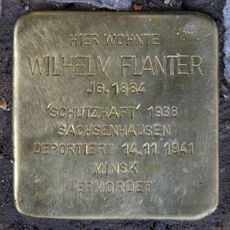 HIER WOHNTE
WILHELM FLANTER
JG. 1884
'SCHUTZHAFT' 1938
SACHSENHAUSEN
DEPORTIERT 14.11.1941
MINSK
ERMORDET